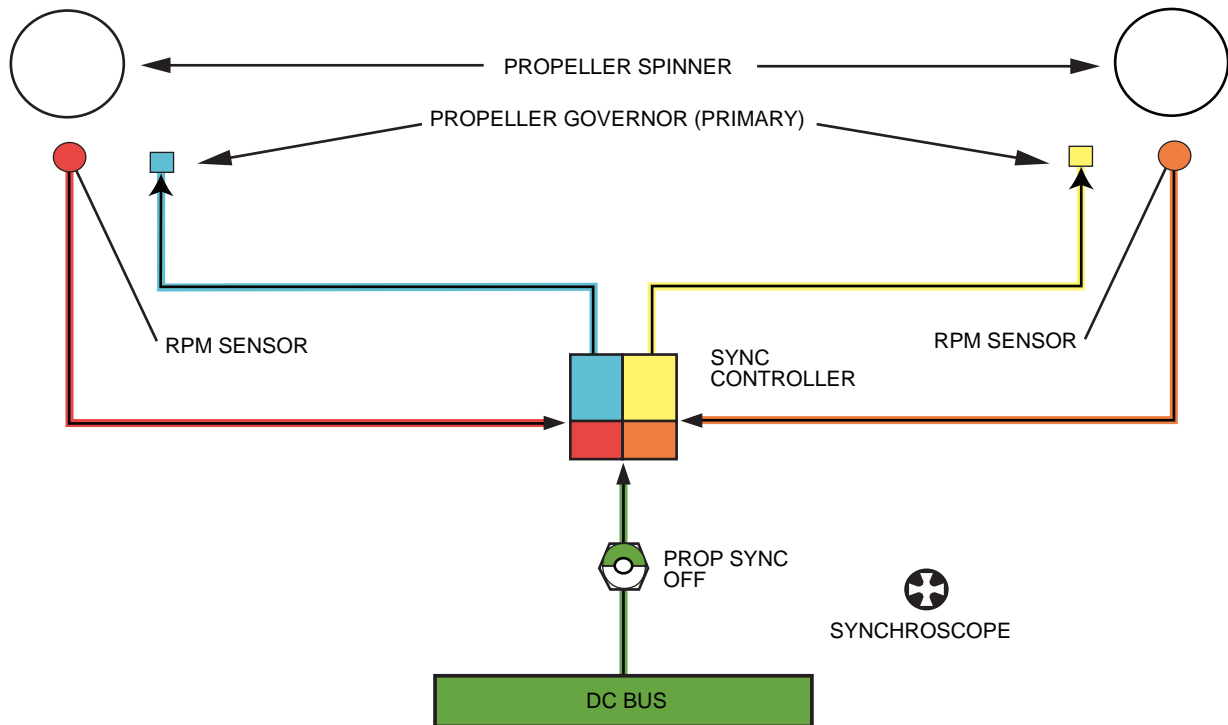 PROPELLER SPINNER
PROPELLER GOVERNOR (PRIMARY)
RPM SENSOR
RPM SENSOR
SYNC
CONTROLLER
PROP SYNC
OFF
SYNCHROSCOPE
DC BUS